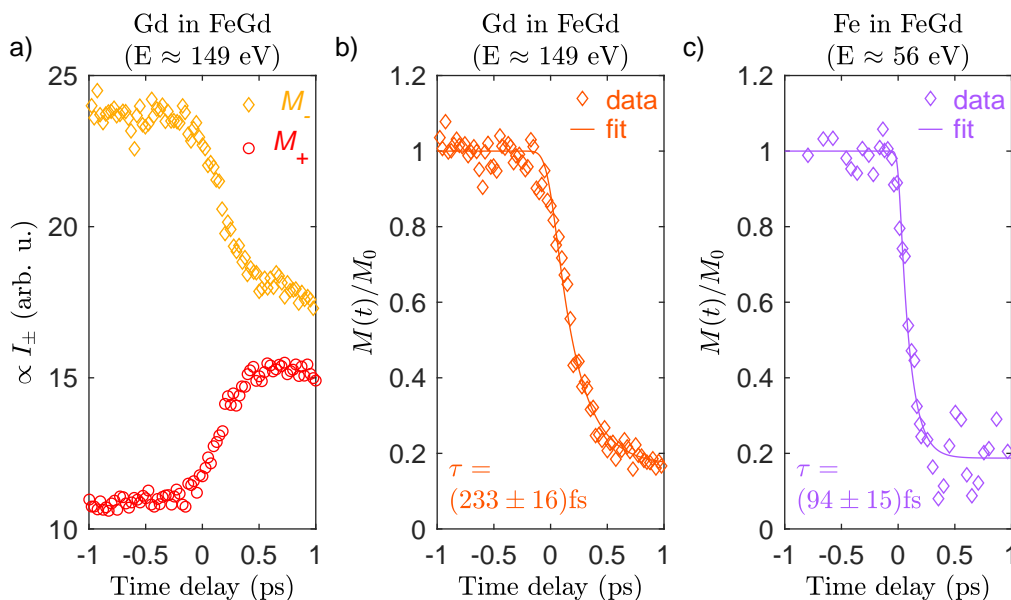 a)
Gd in FeGd
(E ≈ 149 eV)
M-
M+
∝ I± (arb. u.)
25
20
15
10
-1 -0.5 0 0.5 1
Time delay (ps)
b)
Gd in FeGd
(E ≈ 149 eV)
data
fit
M(t)/M0
1.2
1
0.8
0.6
0.4
0.2
0
τ =
(233 ± 16)fs
-1 -0.5 0 0.5 1
Time delay (ps)
c)
Fe in FeGd
(E ≈ 56 eV)
data
fit
M(t)/M0
1.2
1
0.8
0.6
0.4
0.2
0
τ =
(94 ± 15)fs
-1 -0.5 0 0.5 1
Time delay (ps)